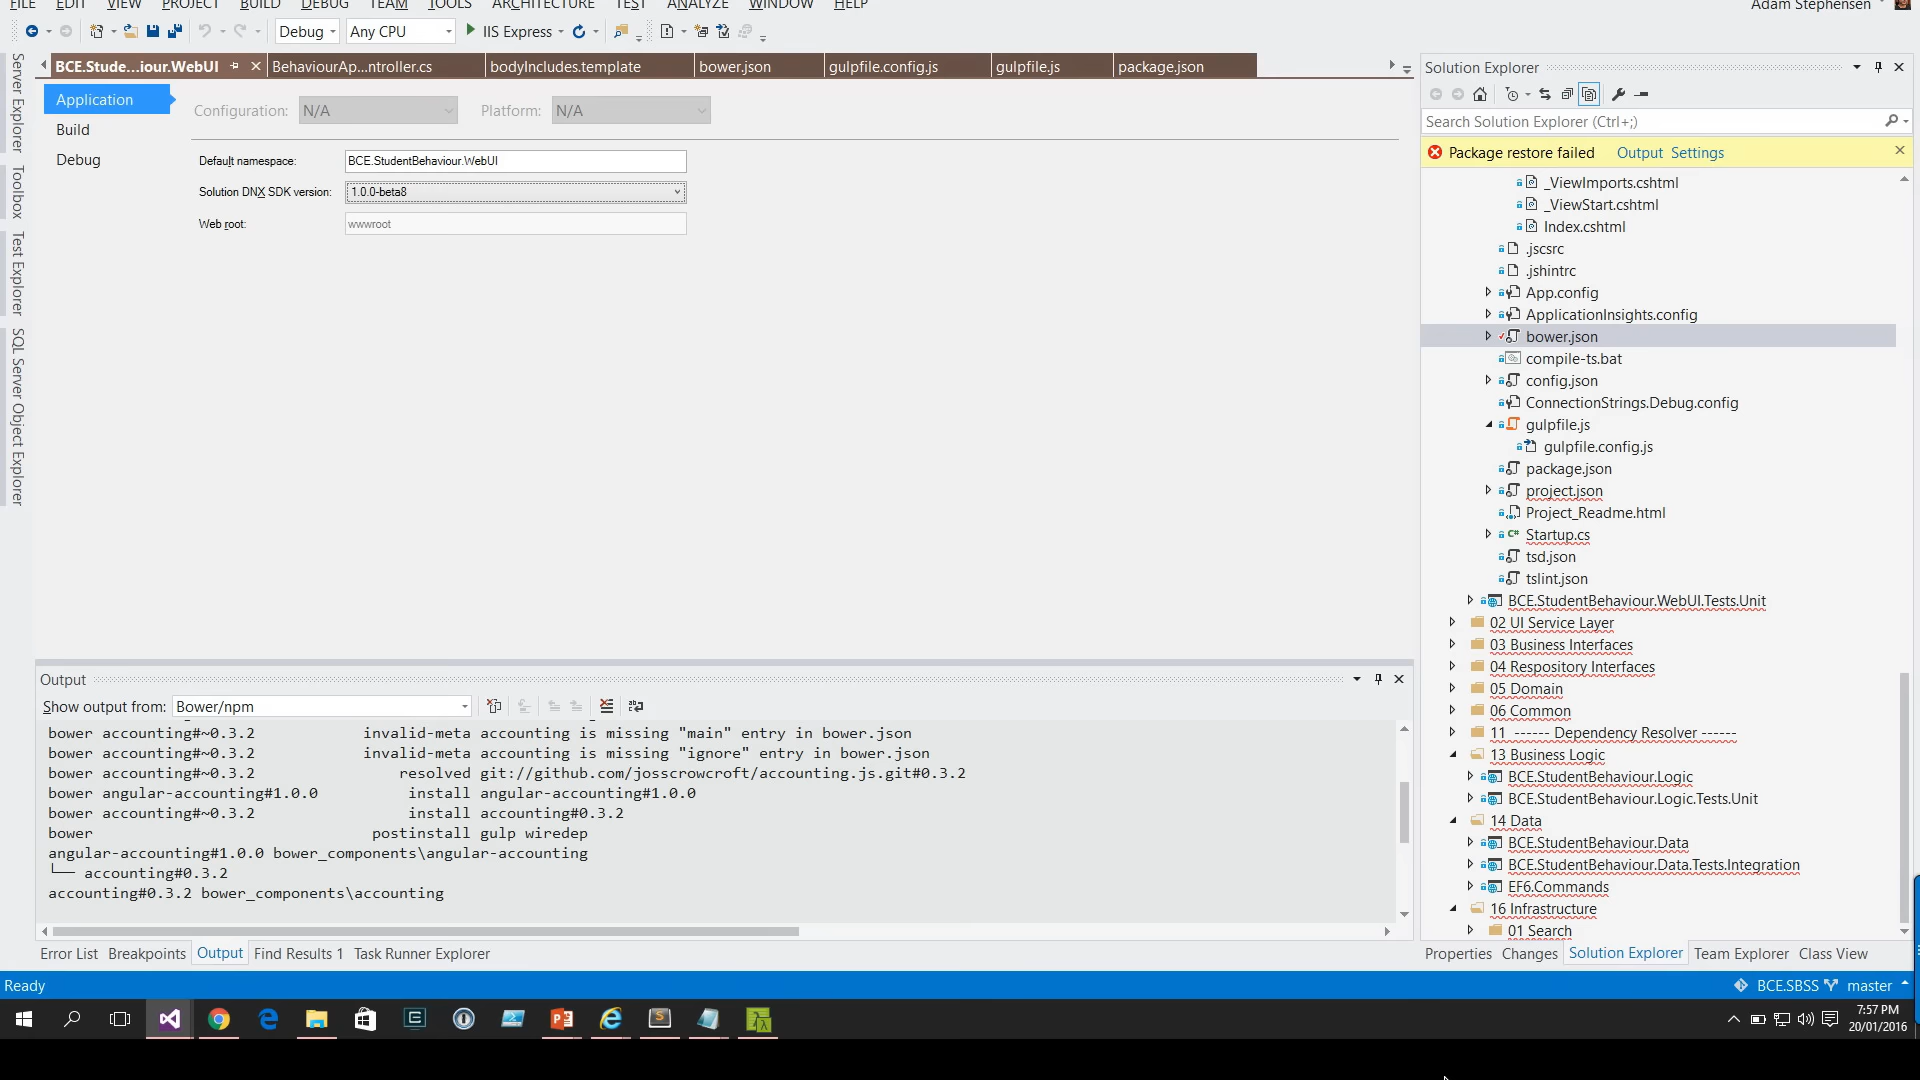 FILE EDIT VIEW PROJECT BUILD DEBUG TEAM TOOLS ARCHITECTURE TEST ANALYZE WINDOW HELP
Adam Stephensen
Debug Any CPU IIS Express
BCE.Stude...iour.WebUI BehaviourAp...ntroller.cs bodyIncludes.template bower.json gulpfile.config.js gulpfile.js package.json
Server Explorer
Toolbox
Test Explorer
SQL Server Object Explorer
Application
Build
Debug
Configuration: N/A Platform: N/A
Default namespace: BCE.StudentBehaviour.WebUI
Solution DNX SDK version: 1.0.0-beta8
Web root: wwwroot
Output
Show output from: Bower/npm
bower accounting#~0.3.2 invalid-meta accounting is missing "main" entry in bower.json
bower accounting#~0.3.2 invalid-meta accounting is missing "ignore" entry in bower.json
bower accounting#~0.3.2 resolved git://github.com/josscrowcroft/accounting.js.git#0.3.2
bower angular-accounting#1.0.0 install angular-accounting#1.0.0
bower accounting#~0.3.2 install accounting#0.3.2
bower postinstall gulp wiredep
angular-accounting#1.0.0 bower_components\angular-accounting
└── accounting#0.3.2
accounting#0.3.2 bower_components\accounting
Error List Breakpoints Output Find Results 1 Task Runner Explorer
Solution Explorer
Search Solution Explorer (Ctrl+;)
Package restore failed Output Settings
_ViewImports.cshtml
_ViewStart.cshtml
Index.cshtml
.jscsrc
.jshintrc
App.config
ApplicationInsights.config
bower.json
compile-ts.bat
config.json
ConnectionStrings.Debug.config
gulpfile.js
gulpfile.config.js
package.json
project.json
Project_Readme.html
Startup.cs
tsd.json
tslint.json
BCE.StudentBehaviour.WebUI.Tests.Unit
02 UI Service Layer
03 Business Interfaces
04 Respository Interfaces
05 Domain
06 Common
11 ------ Dependency Resolver ------
13 Business Logic
BCE.StudentBehaviour.Logic
BCE.StudentBehaviour.Logic.Tests.Unit
14 Data
BCE.StudentBehaviour.Data
BCE.StudentBehaviour.Data.Tests.Integration
EF6.Commands
16 Infrastructure
01 Search
Properties Changes Solution Explorer Team Explorer Class View
Ready
BCE.SBSS master
7:57 PM
20/01/2016